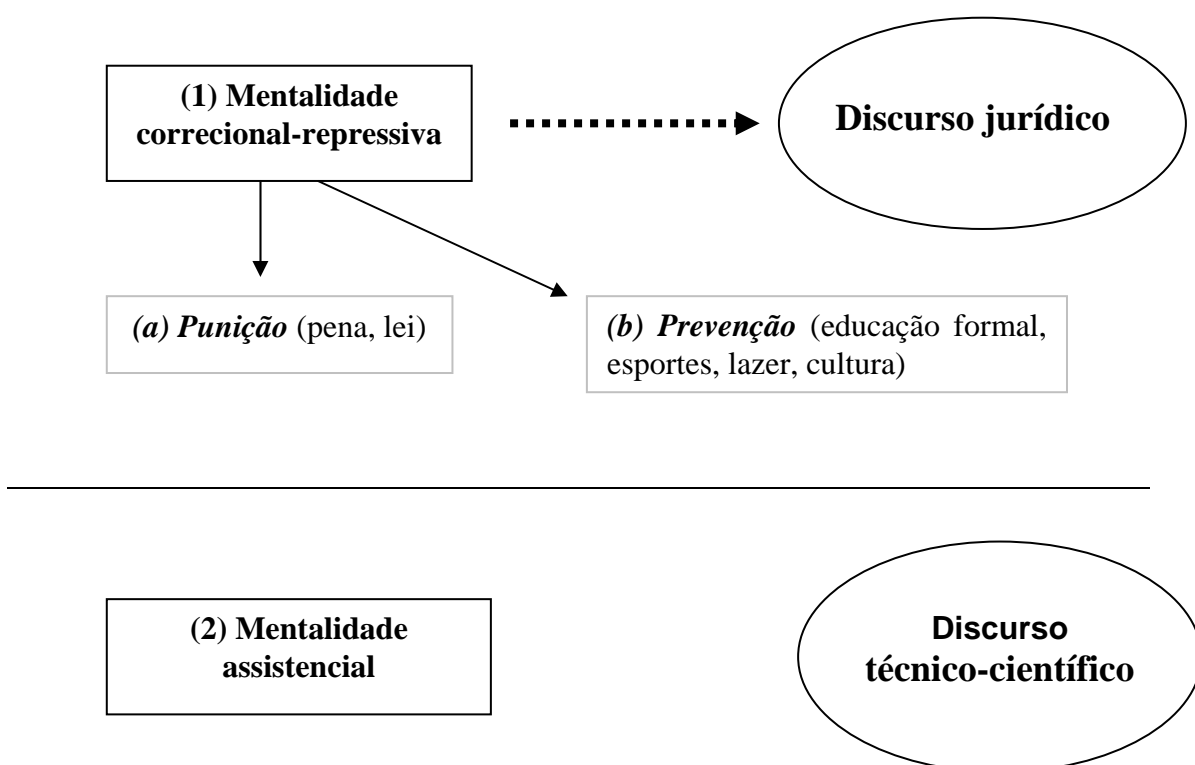 (1) Mentalidade
correcional-repressiva
Discurso jurídico
(a) Punição (pena, lei)
(b) Prevenção (educação formal,
esportes, lazer, cultura)
(2) Mentalidade
assistencial
Discurso
técnico-científico